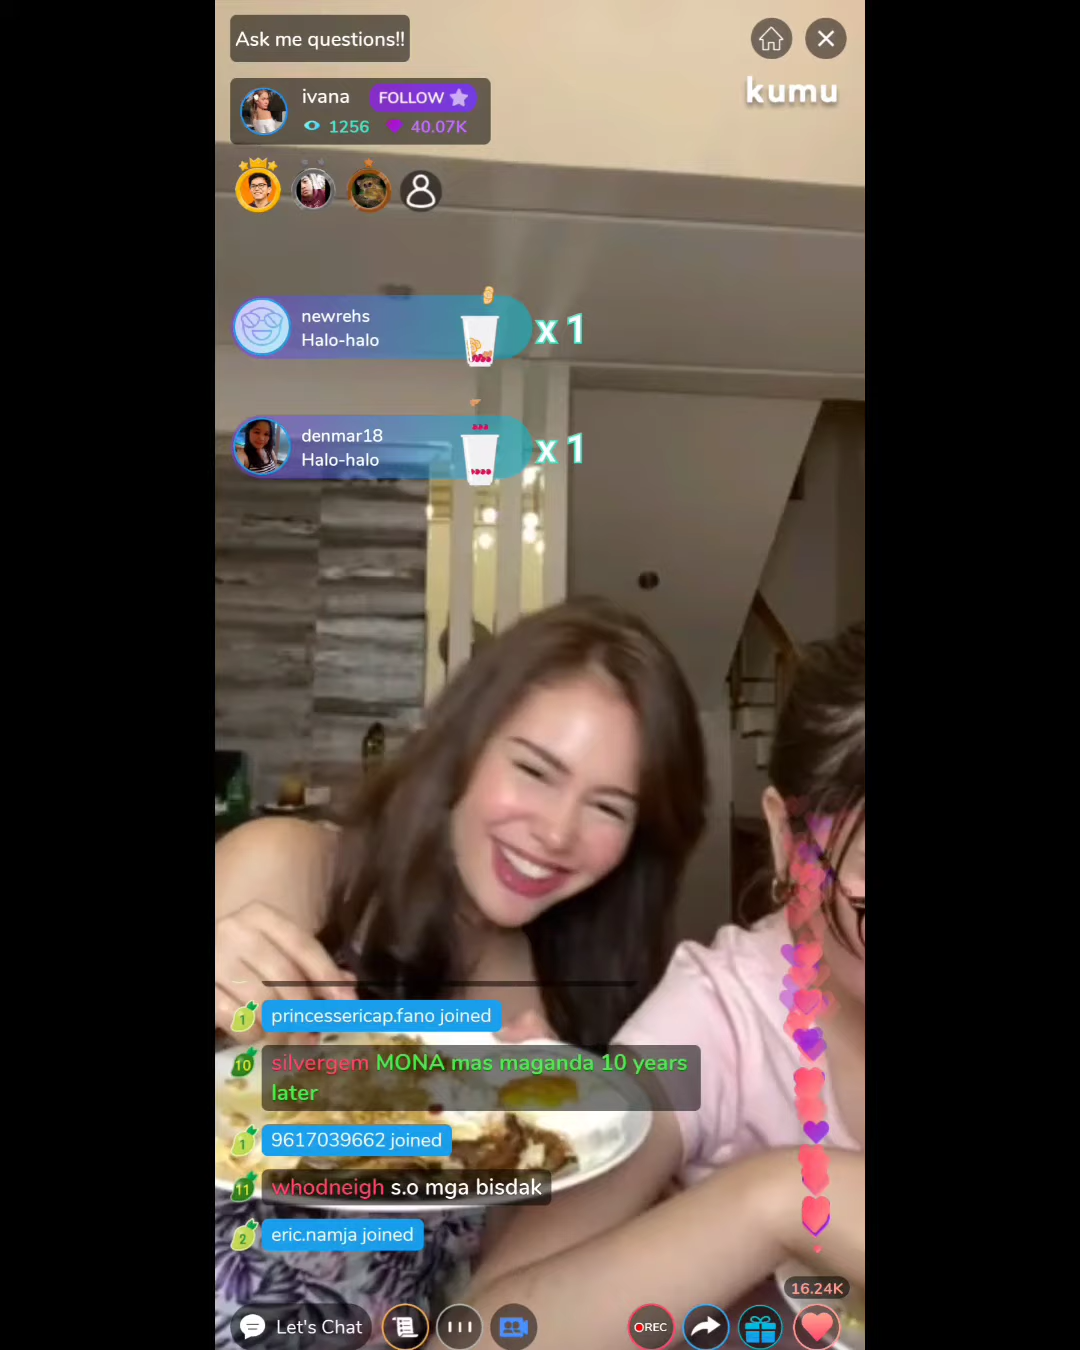 Ask me questions!!
kumu
ivana FOLLOW
1256 40.07K
newrehs
Halo-halo
x 1
denmar18
Halo-halo
x 1
1 princessericap.fano joined
10 silvergem MONA mas maganda 10 years
later
1 9617039662 joined
11 whodneigh s.o mga bisdak
2 eric.namja joined
16.24K
Let's Chat
REC